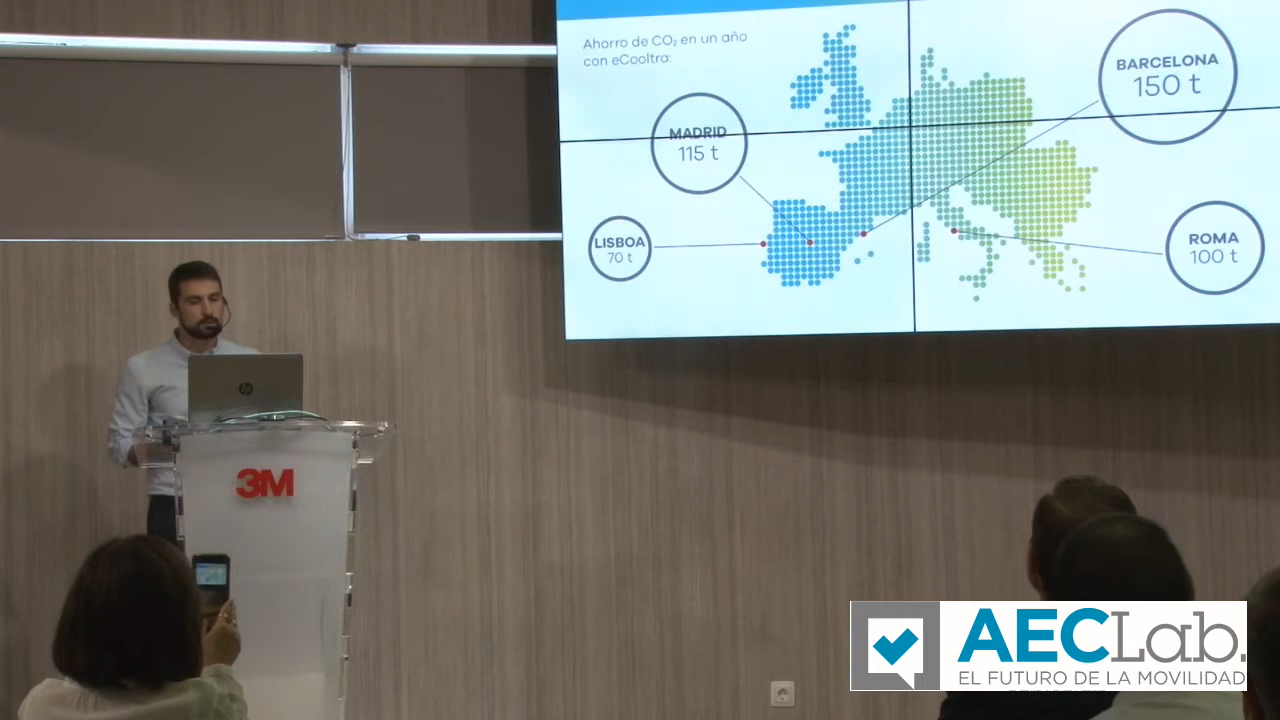 Ahorro de CO₂ en un año
con eCooltra:
BARCELONA
150 t
MADRID
115 t
LISBOA
70 t
ROMA
100 t
hp
3M
AECLab.
EL FUTURO DE LA MOVILIDAD